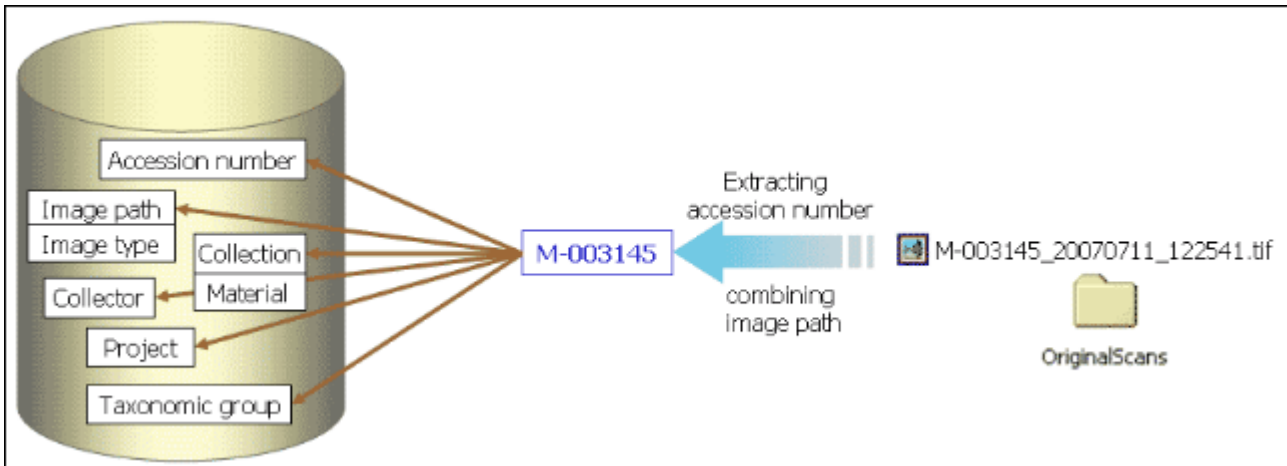 Accession number
Image path
Image type
Collection
Material
Collector
Project
Taxonomic group
M-003145
Extracting
accession number
combining
image path
M-003145_20070711_122541.tif
OriginalScans